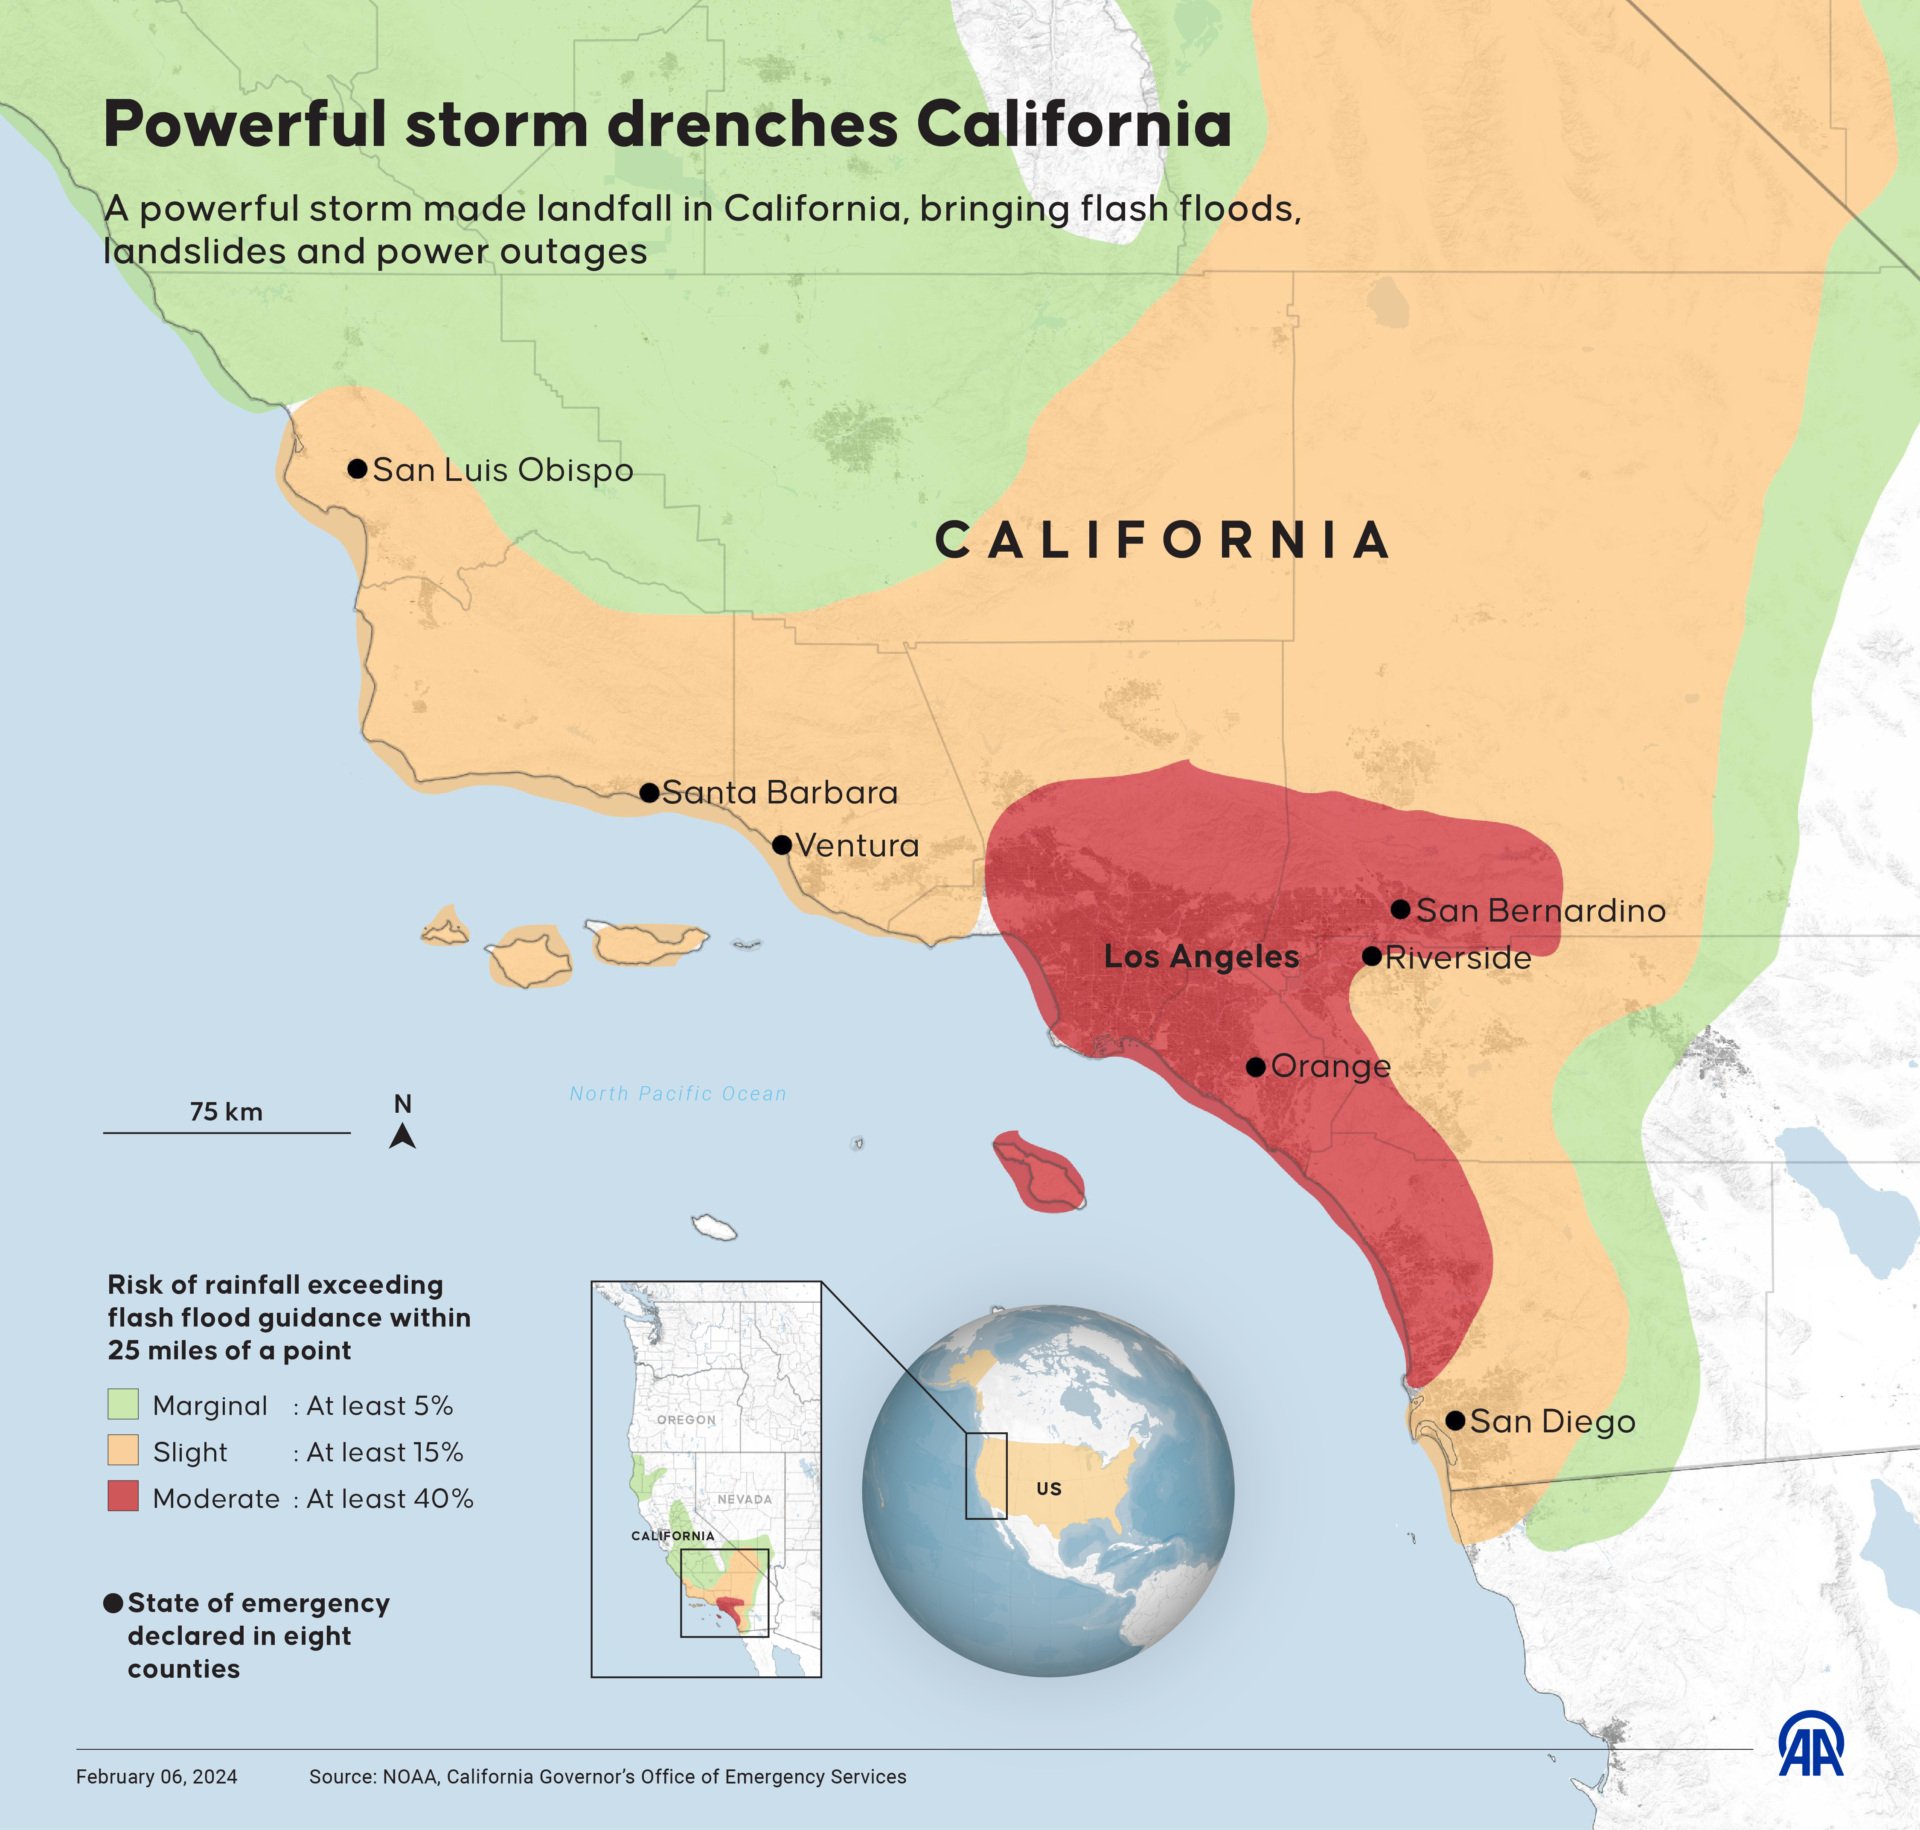 Powerful storm drenches California
A powerful storm made landfall in California, bringing flash floods,
landslides and power outages
San Luis Obispo
CALIFORNIA
Santa Barbara
Ventura
San Bernardino
Los Angeles
Riverside
Orange
North Pacific Ocean
75 km
N
San Diego
Risk of rainfall exceeding
flash flood guidance within
25 miles of a point
Marginal : At least 5%
Slight : At least 15%
Moderate : At least 40%
OREGON
NEVADA
CALIFORNIA
US
State of emergency
declared in eight
counties
February 06, 2024
Source: NOAA, California Governor’s Office of Emergency Services
AA